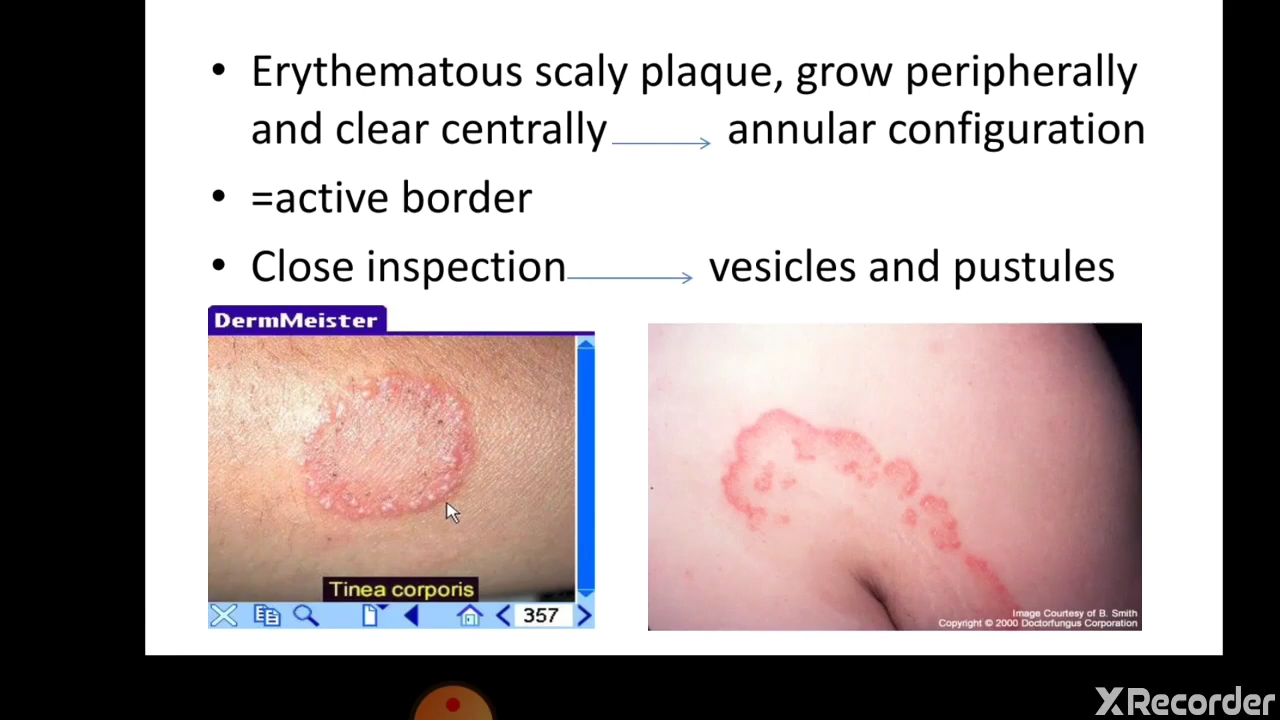 • Erythematous scaly plaque, grow peripherally
and clear centrally → annular configuration
• =active border
• Close inspection → vesicles and pustules
DermMeister
Tinea corporis
357
Image Courtesy of B. Smith
Copyright © 2000 Doctorfungus Corporation
XRecorder